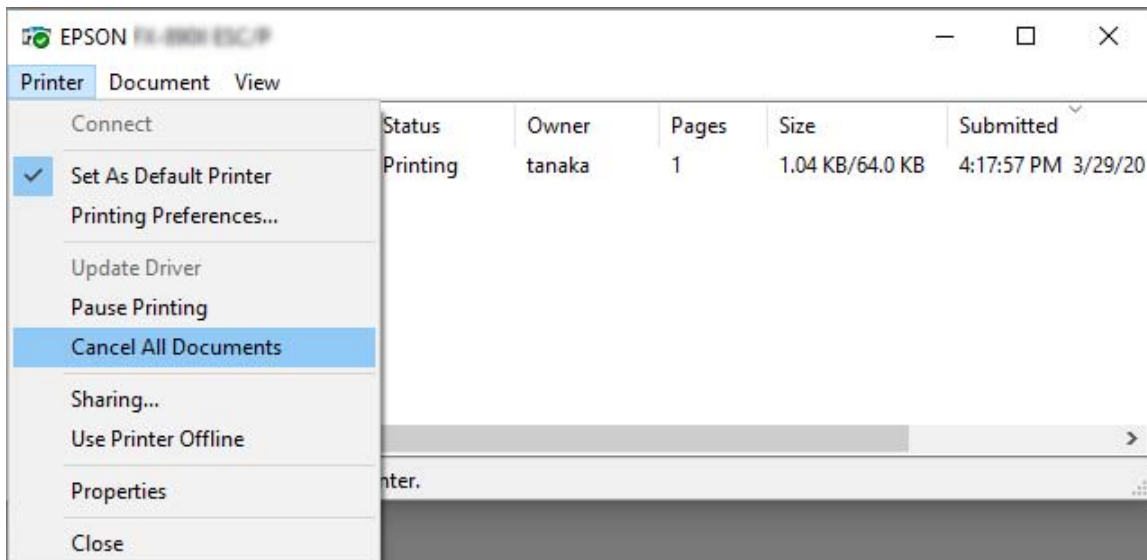 EPSON
Printer Document View
Connect
Set As Default Printer
Printing Preferences...
Update Driver
Pause Printing
Cancel All Documents
Sharing...
Use Printer Offline
Properties
Close
Status Owner Pages Size Submitted
Printing tanaka 1 1.04 KB/64.0 KB 4:17:57 PM 3/29/20
nter.